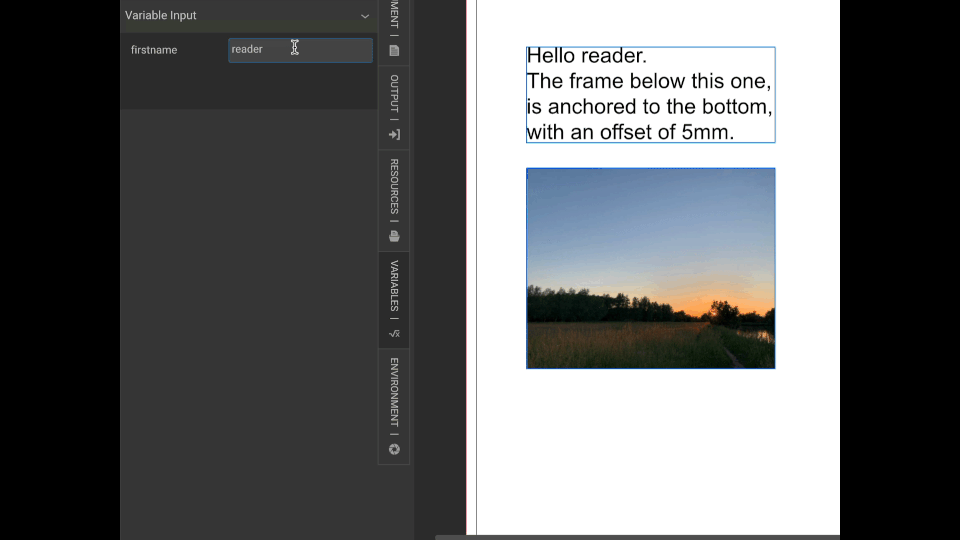 Variable Input
firstname
reader
MENT |
OUTPUT |
RESOURCES |
VARIABLES |
ENVIRONMENT |
Hello reader.
The frame below this one,
is anchored to the bottom,
with an offset of 5mm.